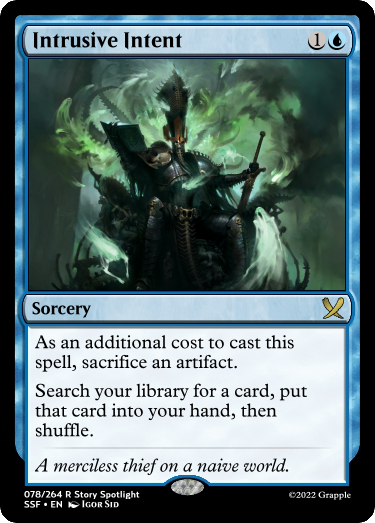 Intrusive Intent 1
Sorcery
As an additional cost to cast this
spell, sacrifice an artifact.
Search your library for a card, put
that card into your hand, then
shuffle.
A merciless thief on a naive world.
078/264 R Story Spotlight
SSF • EN Igor Sid
©2022 Grapple